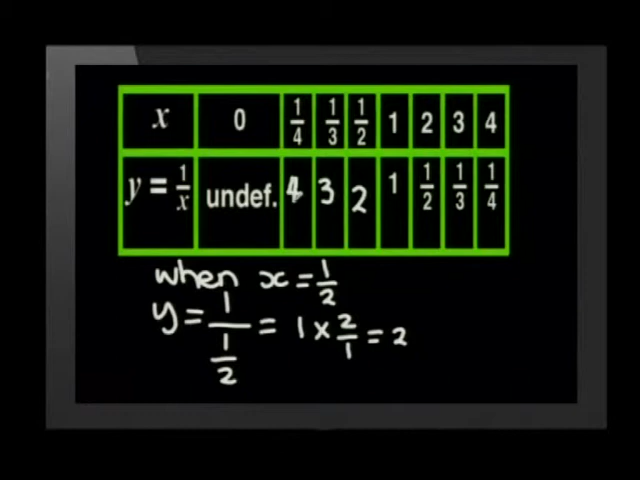 x 0 1/4 1/3 1/2 1 2 3 4
y = 1/x undef. 4 3 2 1 1/2 1/3 1/4
when x = 1/2
y = 1/(1/2) = 1 × 2/1 = 2